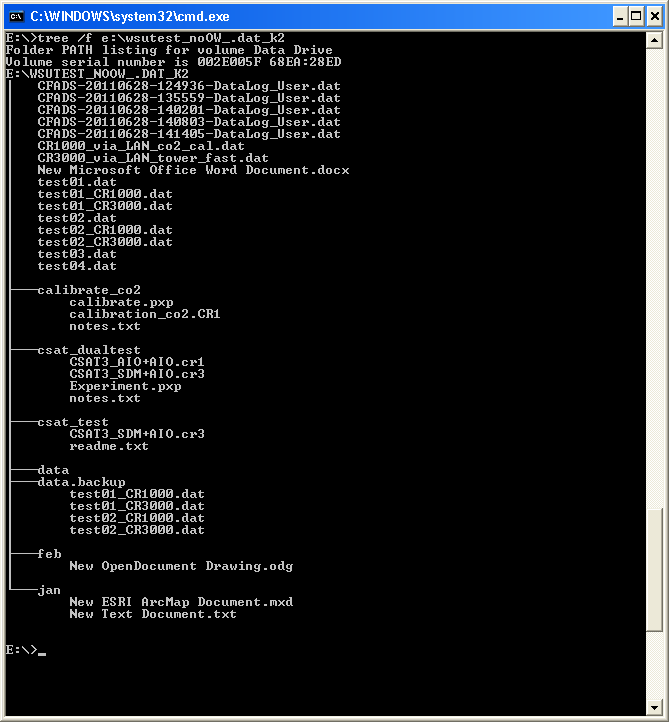 C:\WINDOWS\system32\cmd.exe
E:\>tree /f e:\wsutest_noOW_.dat_k2
Folder PATH listing for volume Data Drive
Volume serial number is 002E005F 68EA:28ED
E:\WSUTEST_NOOW_.DAT_K2
CFADS-20110628-124936-DataLog_User.dat
CFADS-20110628-135559-DataLog_User.dat
CFADS-20110628-140201-DataLog_User.dat
CFADS-20110628-140803-DataLog_User.dat
CFADS-20110628-141405-DataLog_User.dat
CR1000_via_LAN_co2_cal.dat
CR3000_via_LAN_tower_fast.dat
New Microsoft Office Word Document.docx
test01.dat
test01_CR1000.dat
test01_CR3000.dat
test02.dat
test02_CR1000.dat
test02_CR3000.dat
test03.dat
test04.dat
calibrate_co2
calibrate.pxp
calibration_co2.CR1
notes.txt
csat_dualtest
CSAT3_AIO+AIO.cr1
CSAT3_SDM+AIO.cr3
Experiment.pxp
notes.txt
csat_test
CSAT3_SDM+AIO.cr3
readme.txt
data
data.backup
test01_CR1000.dat
test01_CR3000.dat
test02_CR1000.dat
test02_CR3000.dat
feb
New OpenDocument Drawing.odg
jan
New ESRI ArcMap Document.mxd
New Text Document.txt
E:\>_